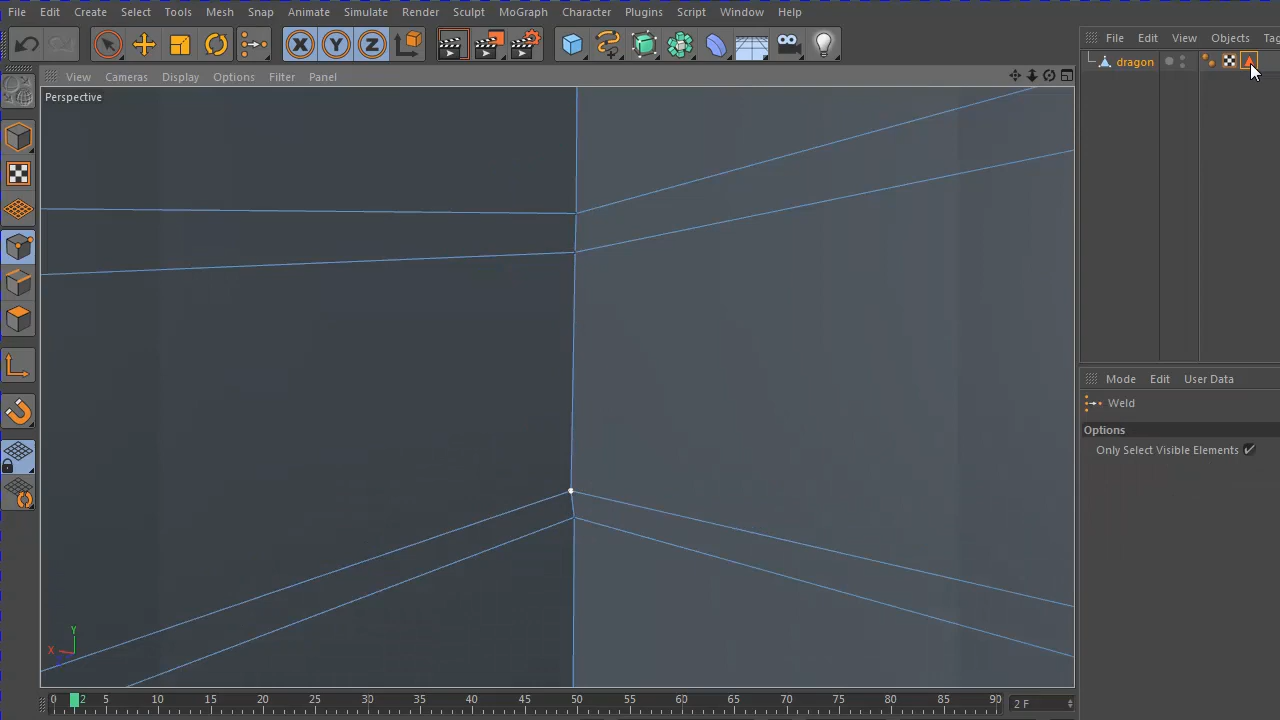 File Edit Create Select Tools Mesh Snap Animate Simulate Render Sculpt MoGraph Character Plugins Script Window Help
X Y Z
File Edit View Objects Tag
View Cameras Display Options Filter Panel
dragon
Perspective
Mode Edit User Data
Weld
Options
Only Select Visible Elements
Y
X
0 2 5 10 15 20 25 30 35 40 45 50 55 60 65 70 75 80 85 90 2 F